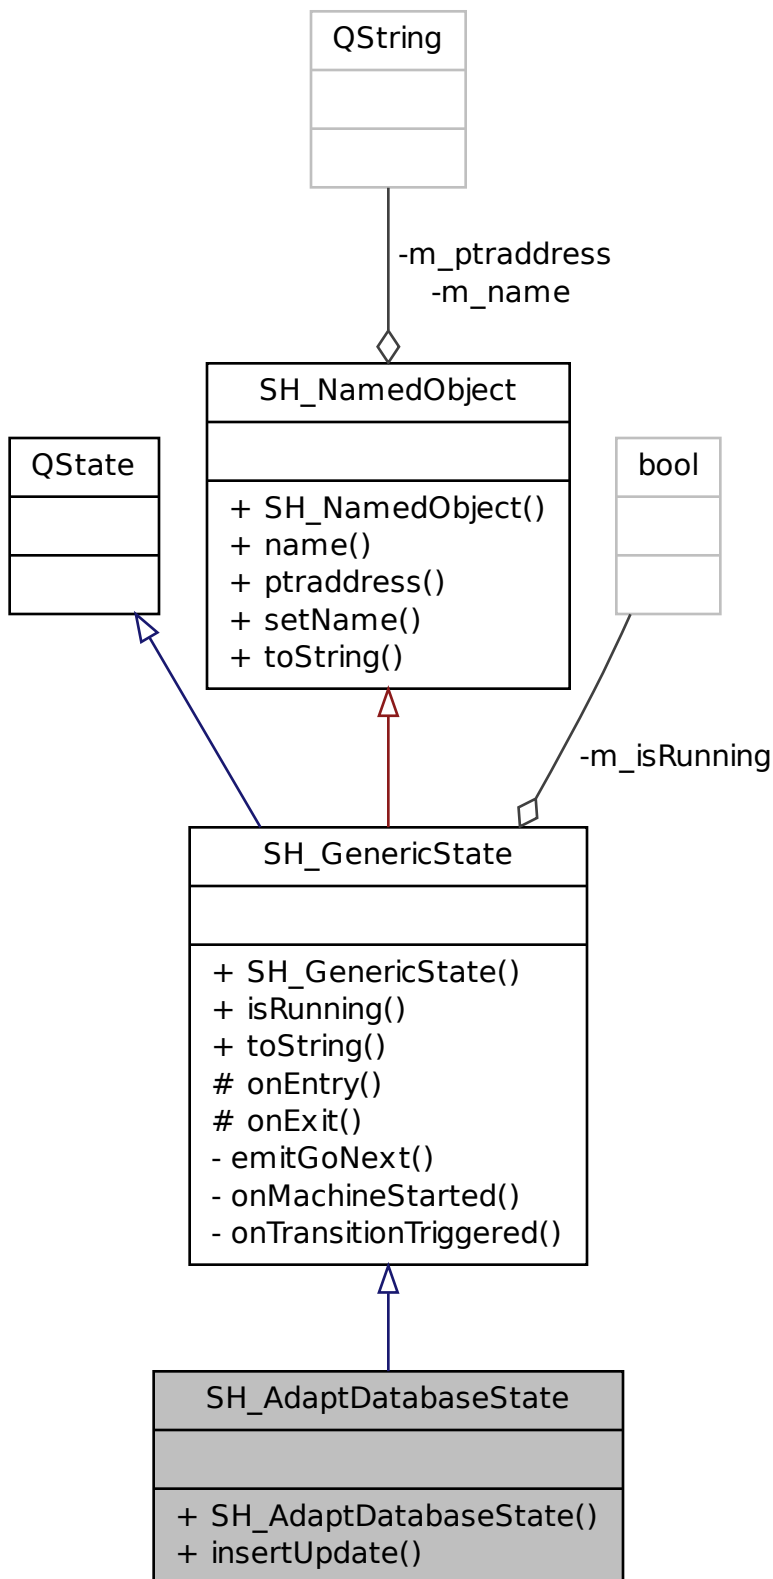 QString
-m_ptraddress
-m_name
SH_NamedObject
+ SH_NamedObject()
+ name()
+ ptraddress()
+ setName()
+ toString()
QState
bool
-m_isRunning
SH_GenericState
+ SH_GenericState()
+ isRunning()
+ toString()
# onEntry()
# onExit()
- emitGoNext()
- onMachineStarted()
- onTransitionTriggered()
SH_AdaptDatabaseState
+ SH_AdaptDatabaseState()
+ insertUpdate()